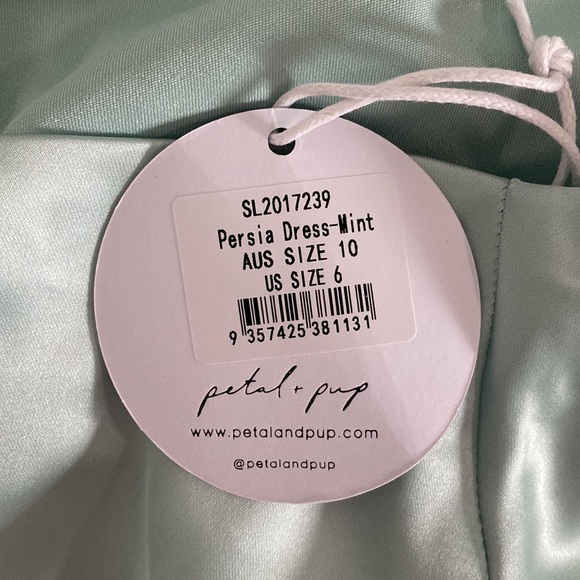 SL2017239
Persia Dress-Mint
AUS SIZE 10
US SIZE 6
9 357425 381131
petal + pup
www.petalandpup.com
@petalandpup